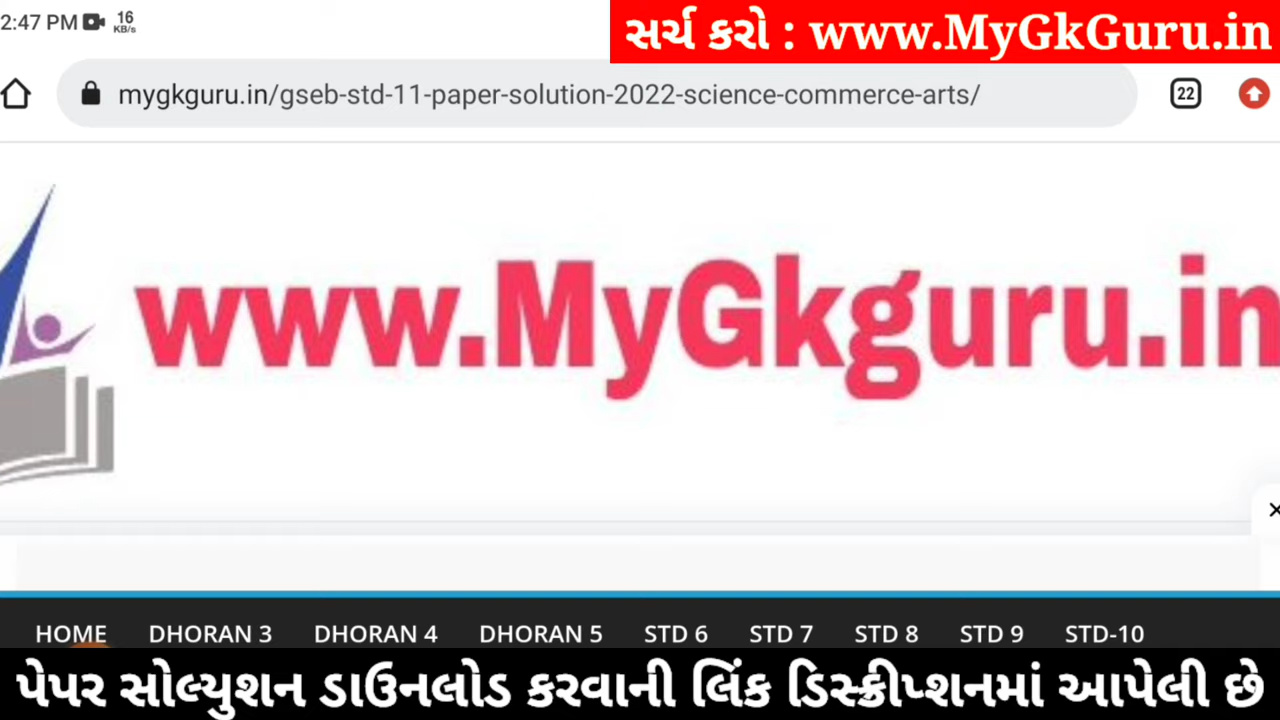 2:47 PM 16 KB/s
સર્ચ કરો : www.MyGkGuru.in
mygkguru.in/gseb-std-11-paper-solution-2022-science-commerce-arts/
22
www.MyGkguru.in
×
HOME DHORAN 3 DHORAN 4 DHORAN 5 STD 6 STD 7 STD 8 STD 9 STD-10
પેપર સોલ્યુશન ડાઉનલોડ કરવાની લિંક ડિસ્ક્રીપ્શનમાં આપેલી છે